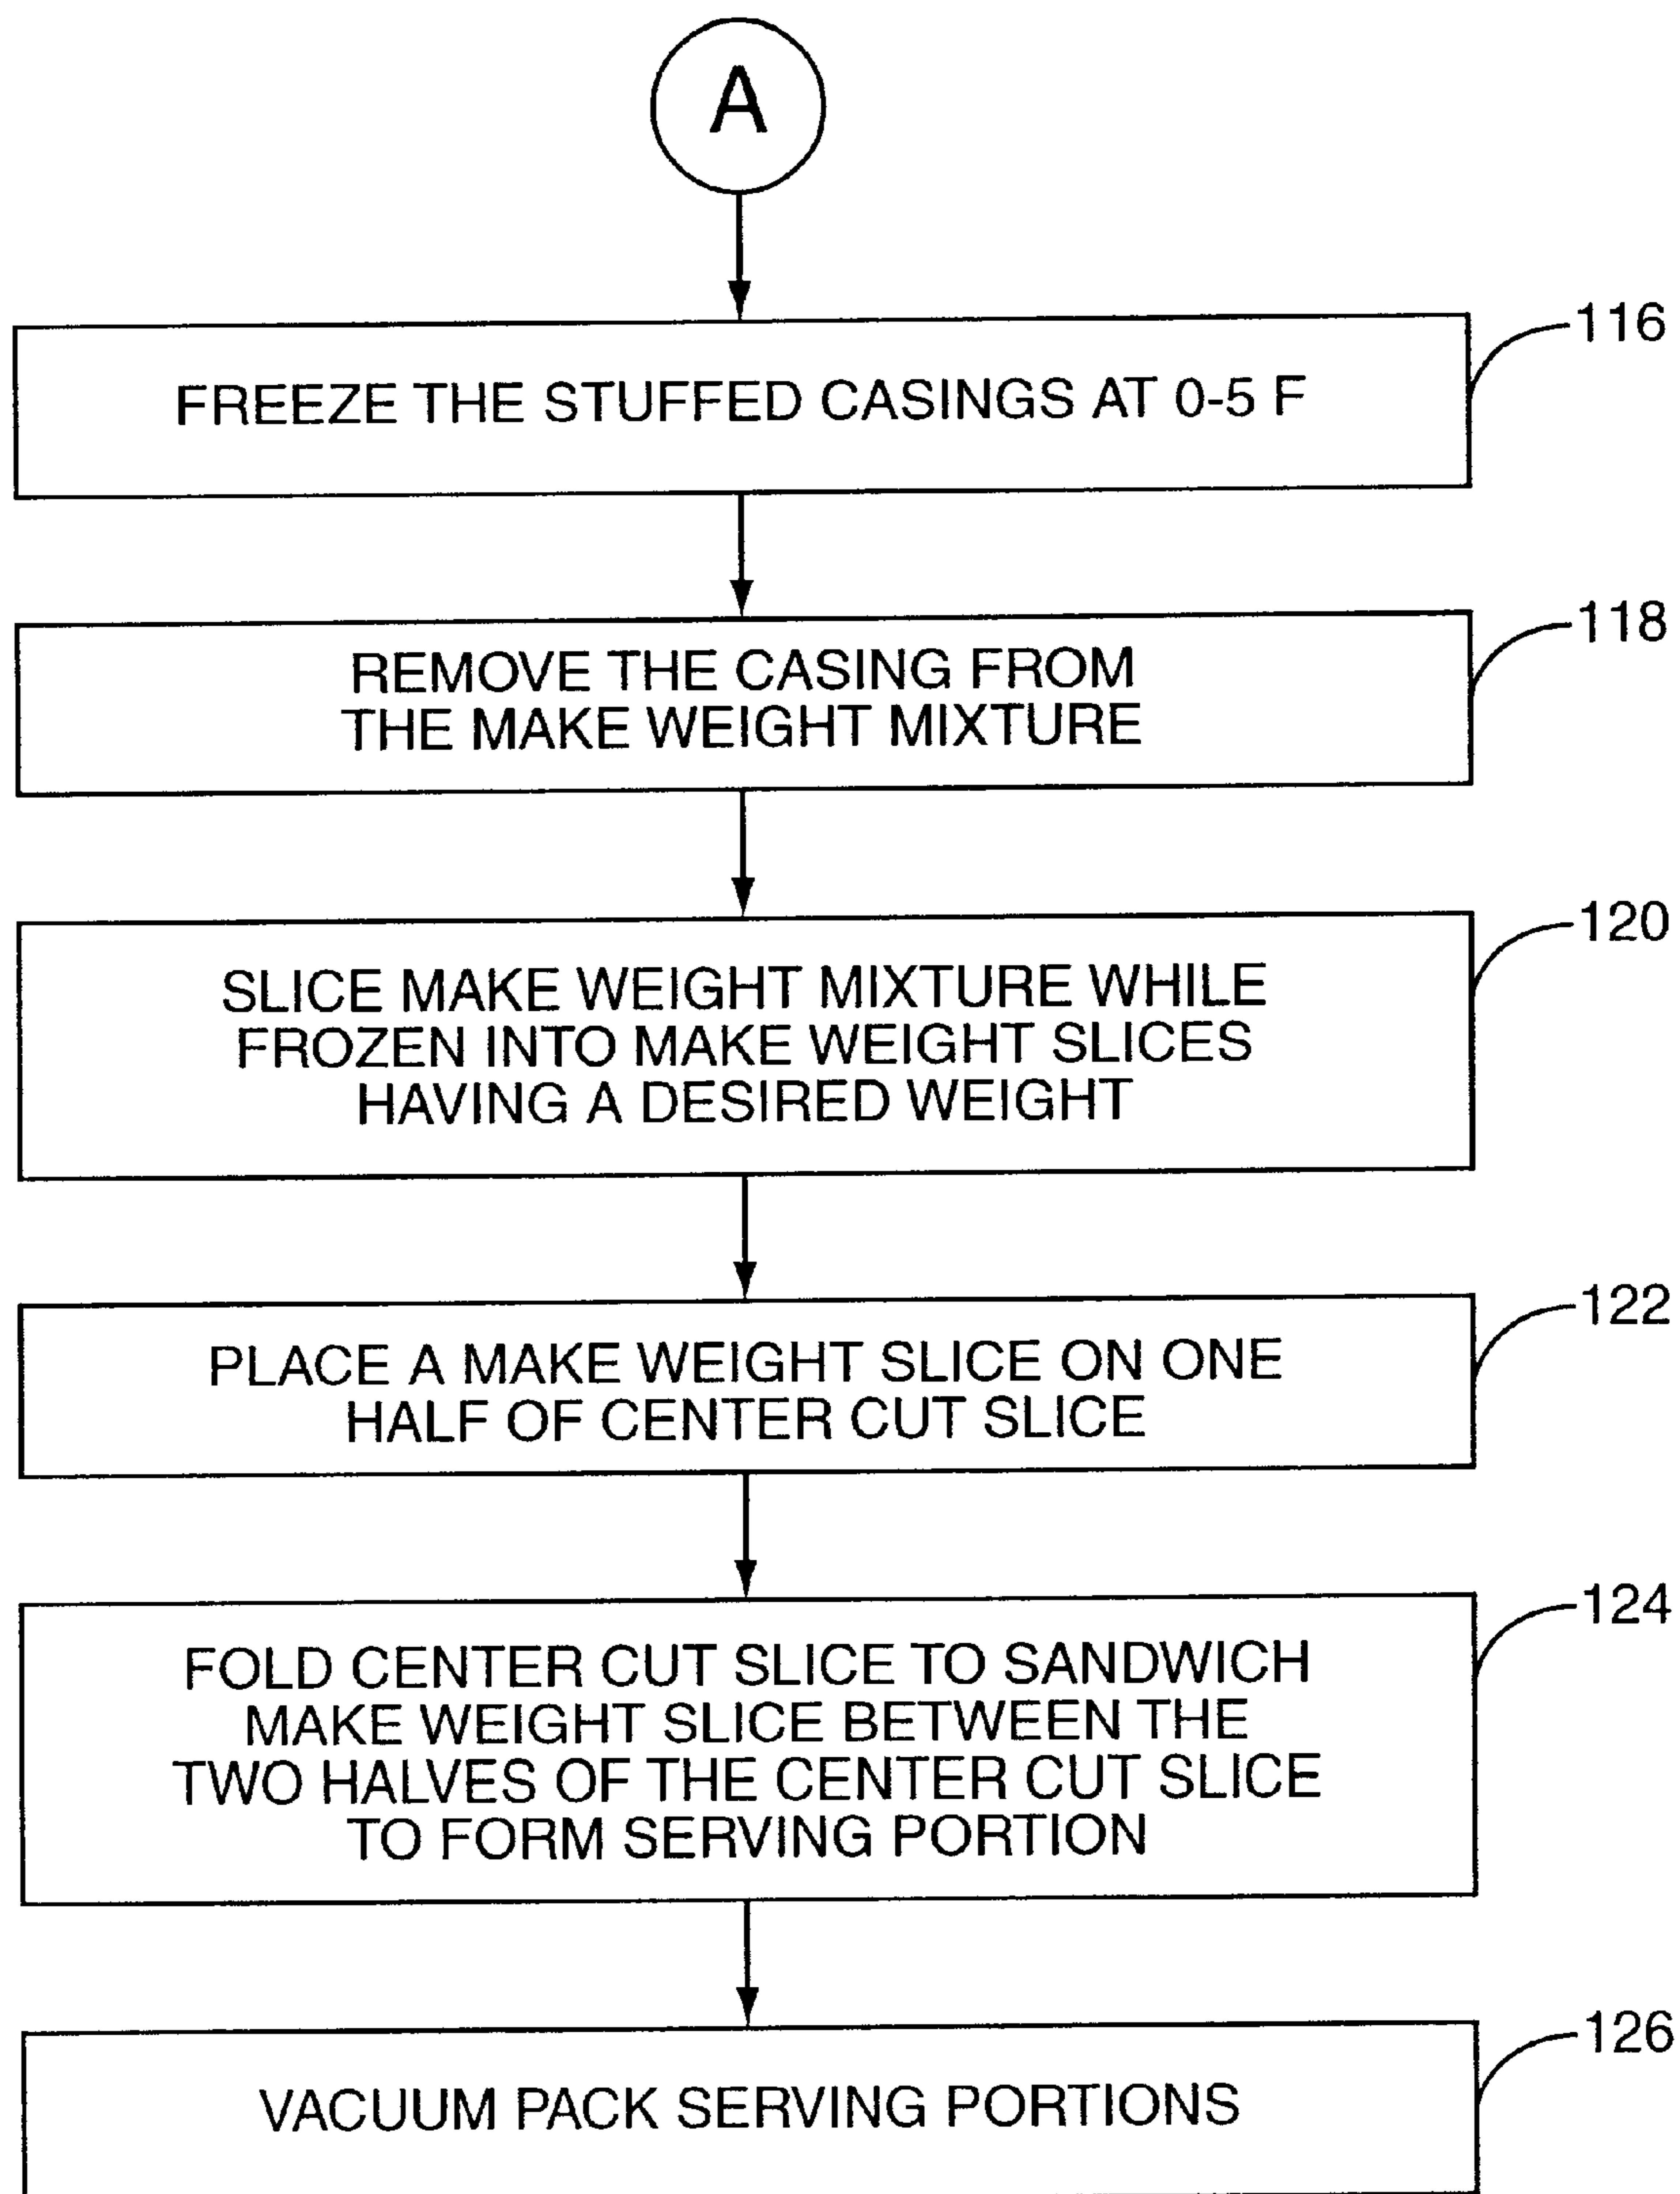 A
116
FREEZE THE STUFFED CASINGS AT 0-5 F
118
REMOVE THE CASING FROM
THE MAKE WEIGHT MIXTURE
120
SLICE MAKE WEIGHT MIXTURE WHILE
FROZEN INTO MAKE WEIGHT SLICES
HAVING A DESIRED WEIGHT
122
PLACE A MAKE WEIGHT SLICE ON ONE
HALF OF CENTER CUT SLICE
124
FOLD CENTER CUT SLICE TO SANDWICH
MAKE WEIGHT SLICE BETWEEN THE
TWO HALVES OF THE CENTER CUT SLICE
TO FORM SERVING PORTION
126
VACUUM PACK SERVING PORTIONS